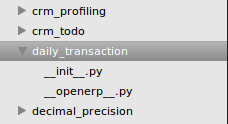 crm_profiling
crm_todo
daily_transaction
__init__.py
__openerp__.py
decimal_precision